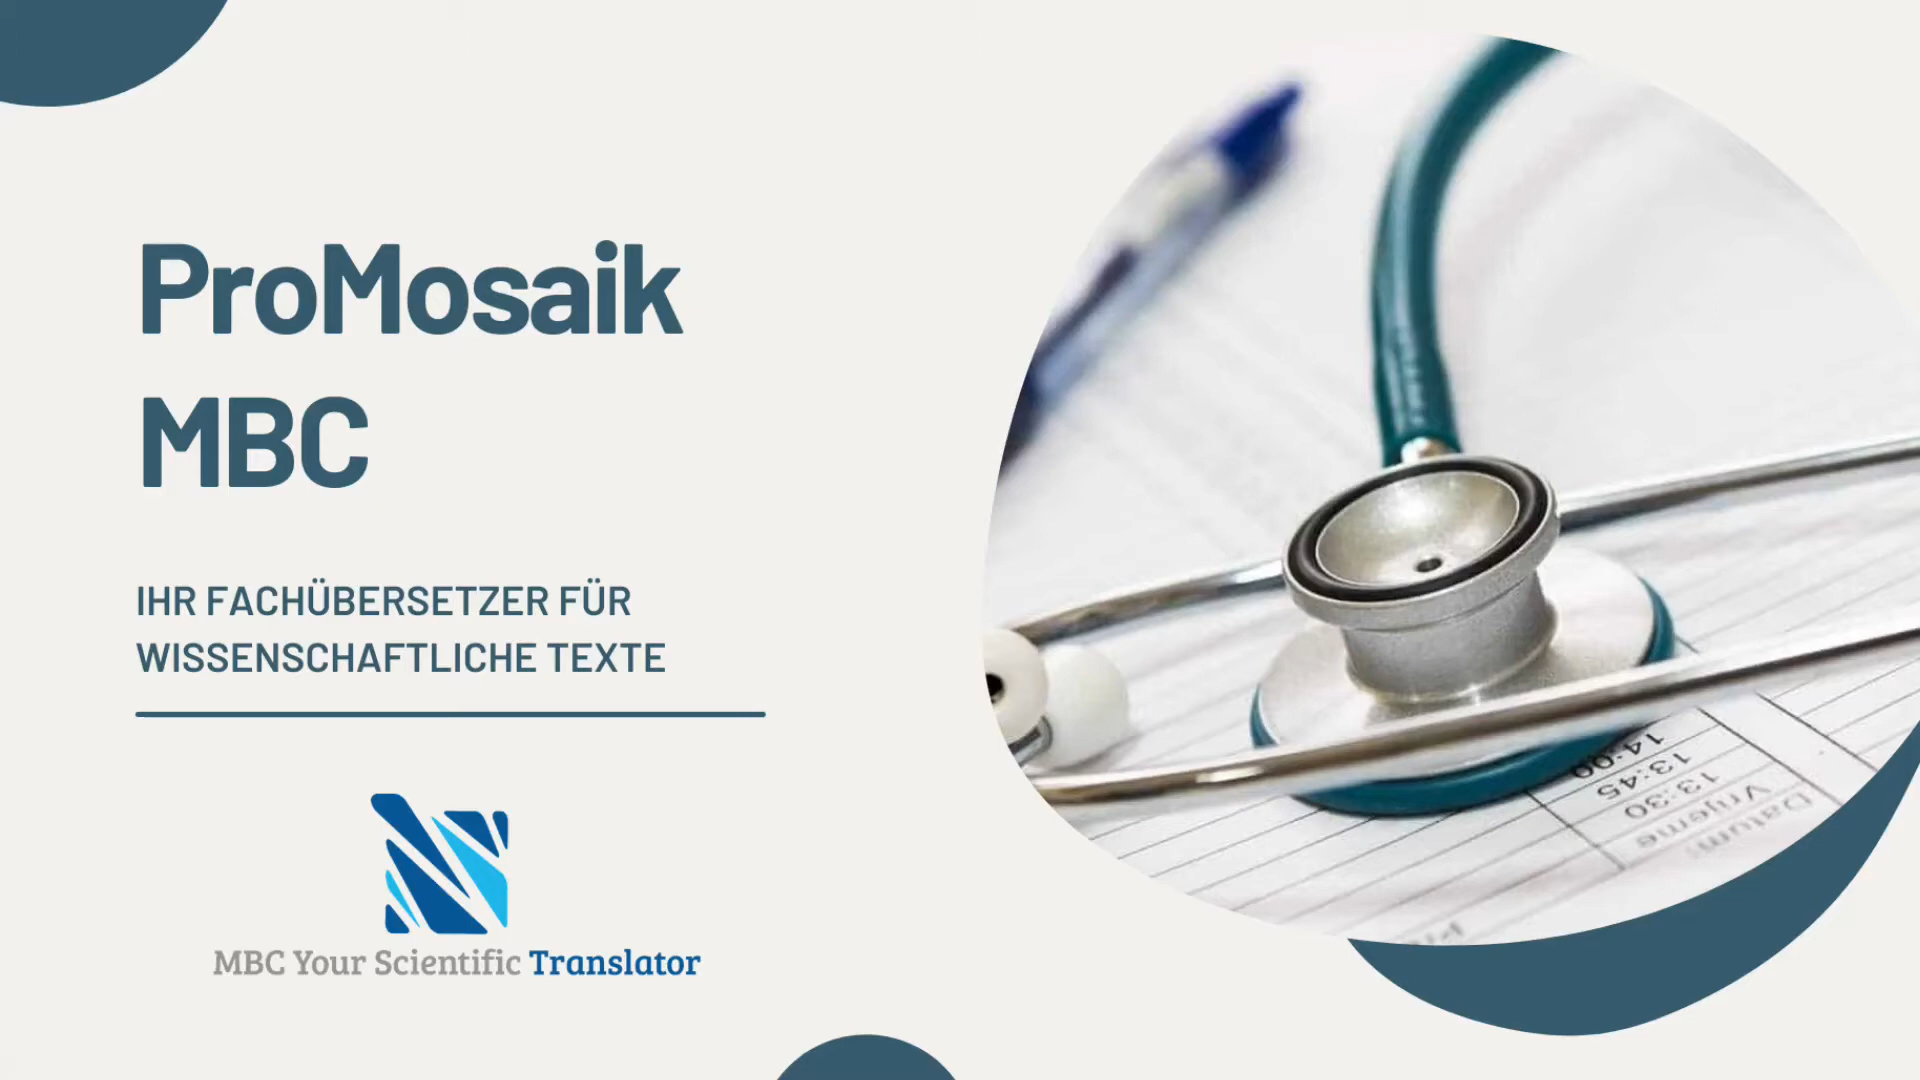 ProMosaik
MBC
IHR FACHÜBERSETZER FÜR
WISSENSCHAFTLICHE TEXTE
MBC Your Scientific Translator
14:00
13:45
13:30
Vrijeme
Datum: